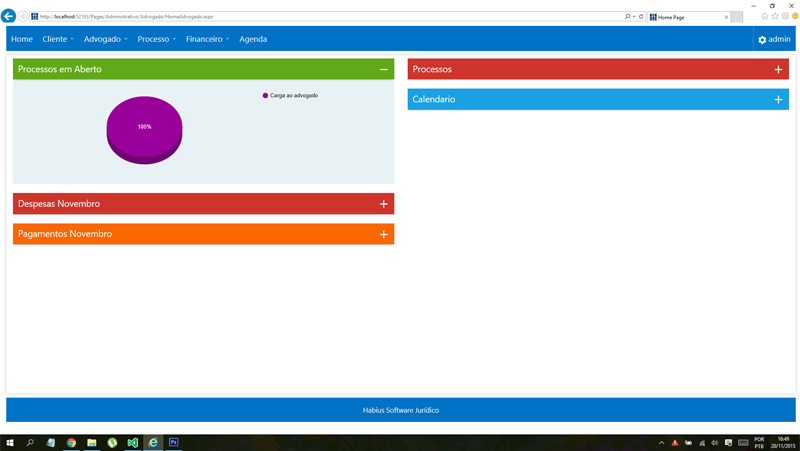 http://localhost:52193/Pages/Administrativo/Advogado/HomeAdvogado.aspx
Home Page
Home Cliente Advogado Processo Financeiro Agenda admin
Processos em Aberto
Carga ao advogado
100%
Processos
Calendario
Despesas Novembro
Pagamentos Novembro
Habius Software Jurídico
POR 16:49
PTB 20/11/2015